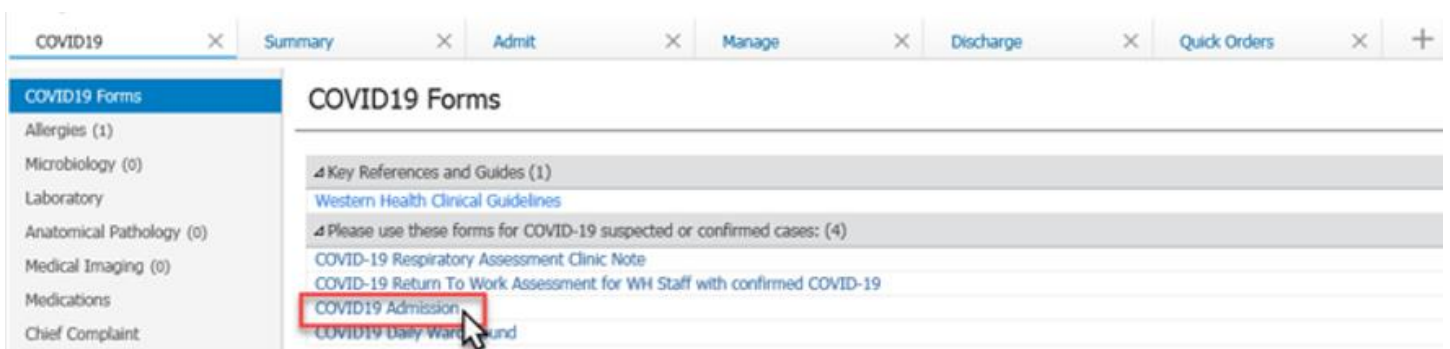 COVID19 Summary Admit Manage Discharge Quick Orders
COVID19 Forms
Allergies (1)
Microbiology (0)
Laboratory
Anatomical Pathology (0)
Medical Imaging (0)
Medications
Chief Complaint
COVID19 Forms
Key References and Guides (1)
Western Health Clinical Guidelines
Please use these forms for COVID-19 suspected or confirmed cases: (4)
COVID-19 Respiratory Assessment Clinic Note
COVID-19 Return To Work Assessment for WH Staff with confirmed COVID-19
COVID19 Admission
COVID19 Daily Ward